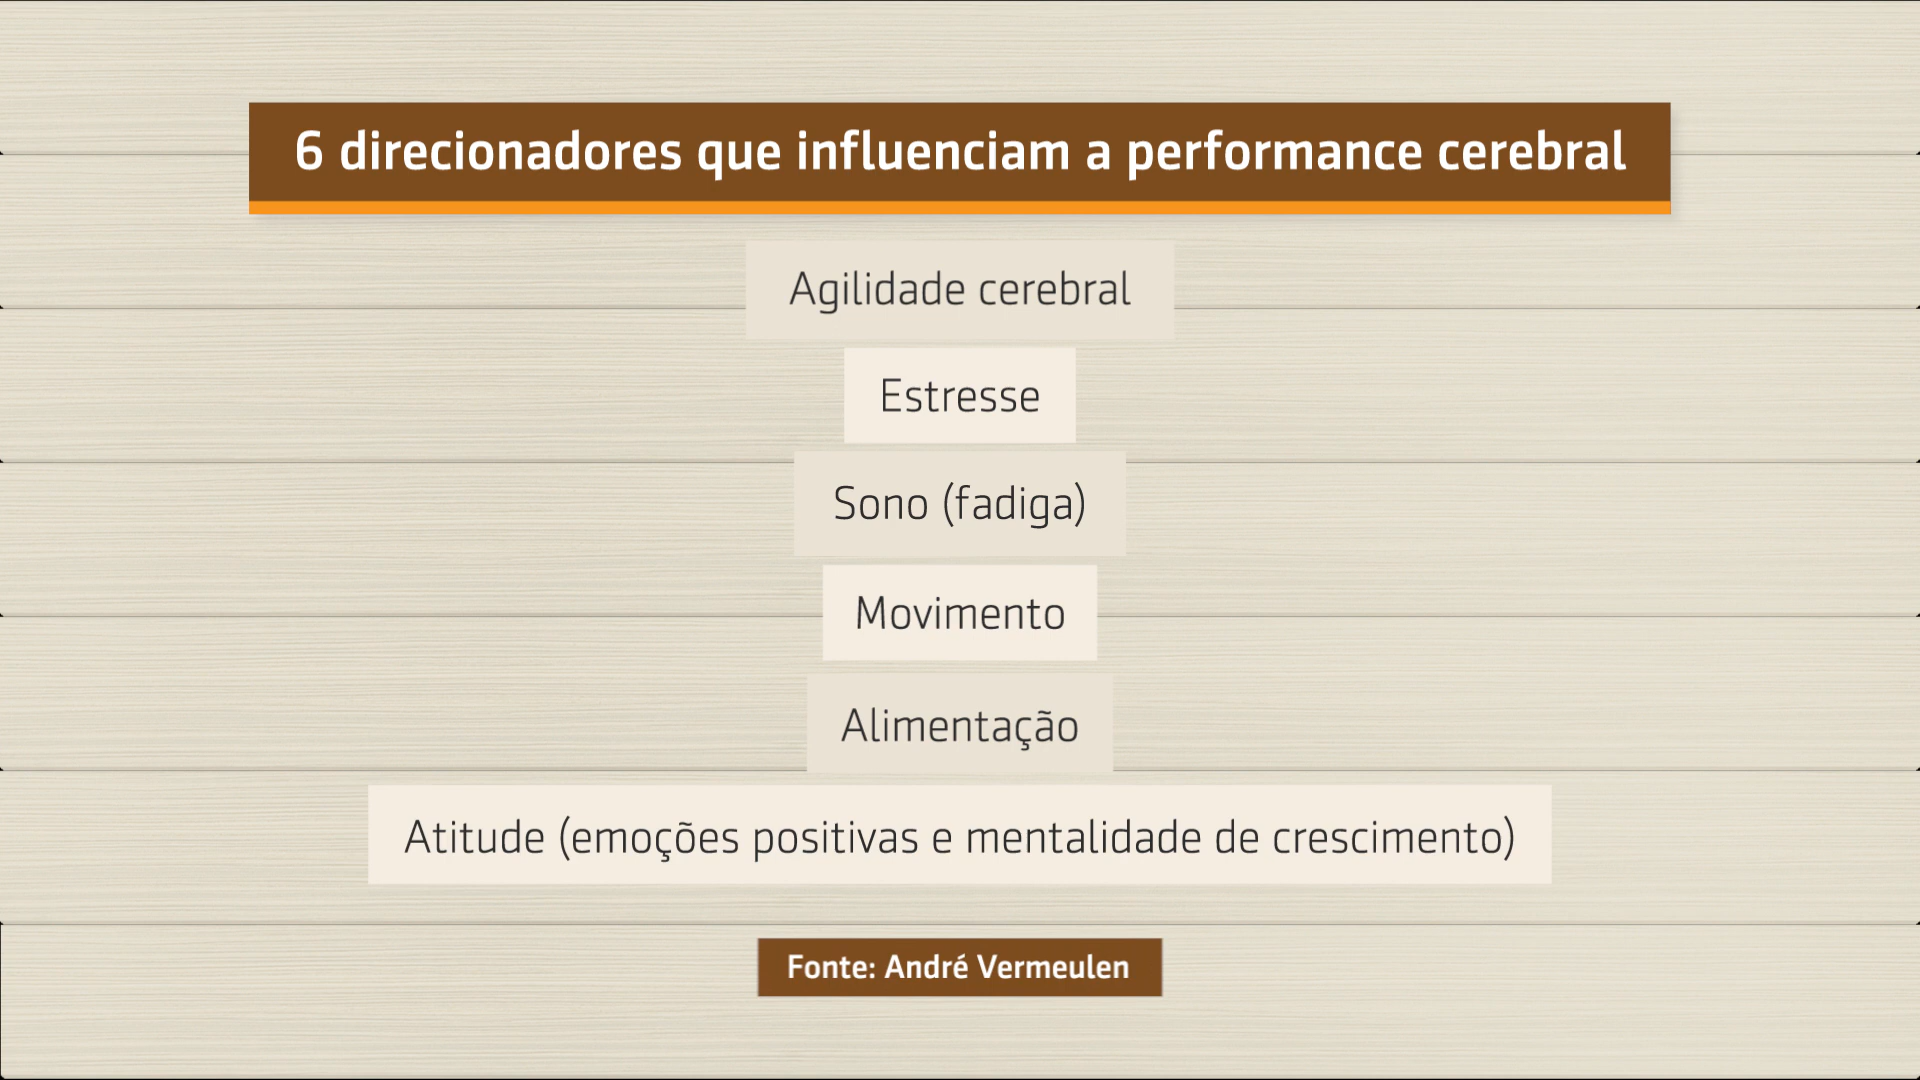 6 direcionadores que influenciam a performance cerebral
Agilidade cerebral
Estresse
Sono (fadiga)
Movimento
Alimentação
Atitude (emoções positivas e mentalidade de crescimento)
Fonte: André Vermeulen